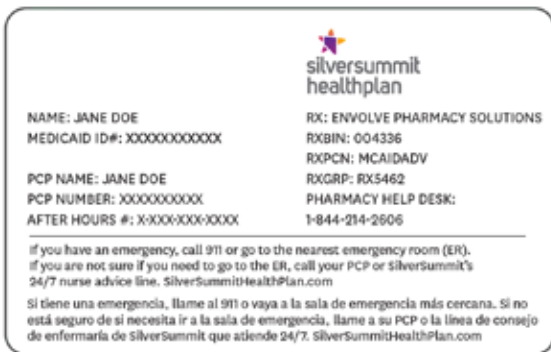 silversummit
healthplan
NAME: JANE DOE
MEDICAID ID#: XXXXXXXXXXX
PCP NAME: JANE DOE
PCP NUMBER: XXXXXXXXXX
AFTER HOURS #: X-XXX-XXX-XXXX
RX: ENVOLVE PHARMACY SOLUTIONS
RXBIN: 004336
RXPCN: MCAIDADV
RXGRP: RX5462
PHARMACY HELP DESK:
1-844-214-2606
If you have an emergency, call 911 or go to the nearest emergency room (ER).
If you are not sure if you need to go to the ER, call your PCP or SilverSummit's
24/7 nurse advice line. SilverSummitHealthPlan.com
Si tiene una emergencia, llame al 911 o vaya a la sala de emergencia más cercana. Si no
está seguro de si necesita ir a la sala de emergencia, llame a su PCP o la línea de consejo
de enfermaría de SilverSummit que atiende 24/7. SilverSummitHealthPlan.com